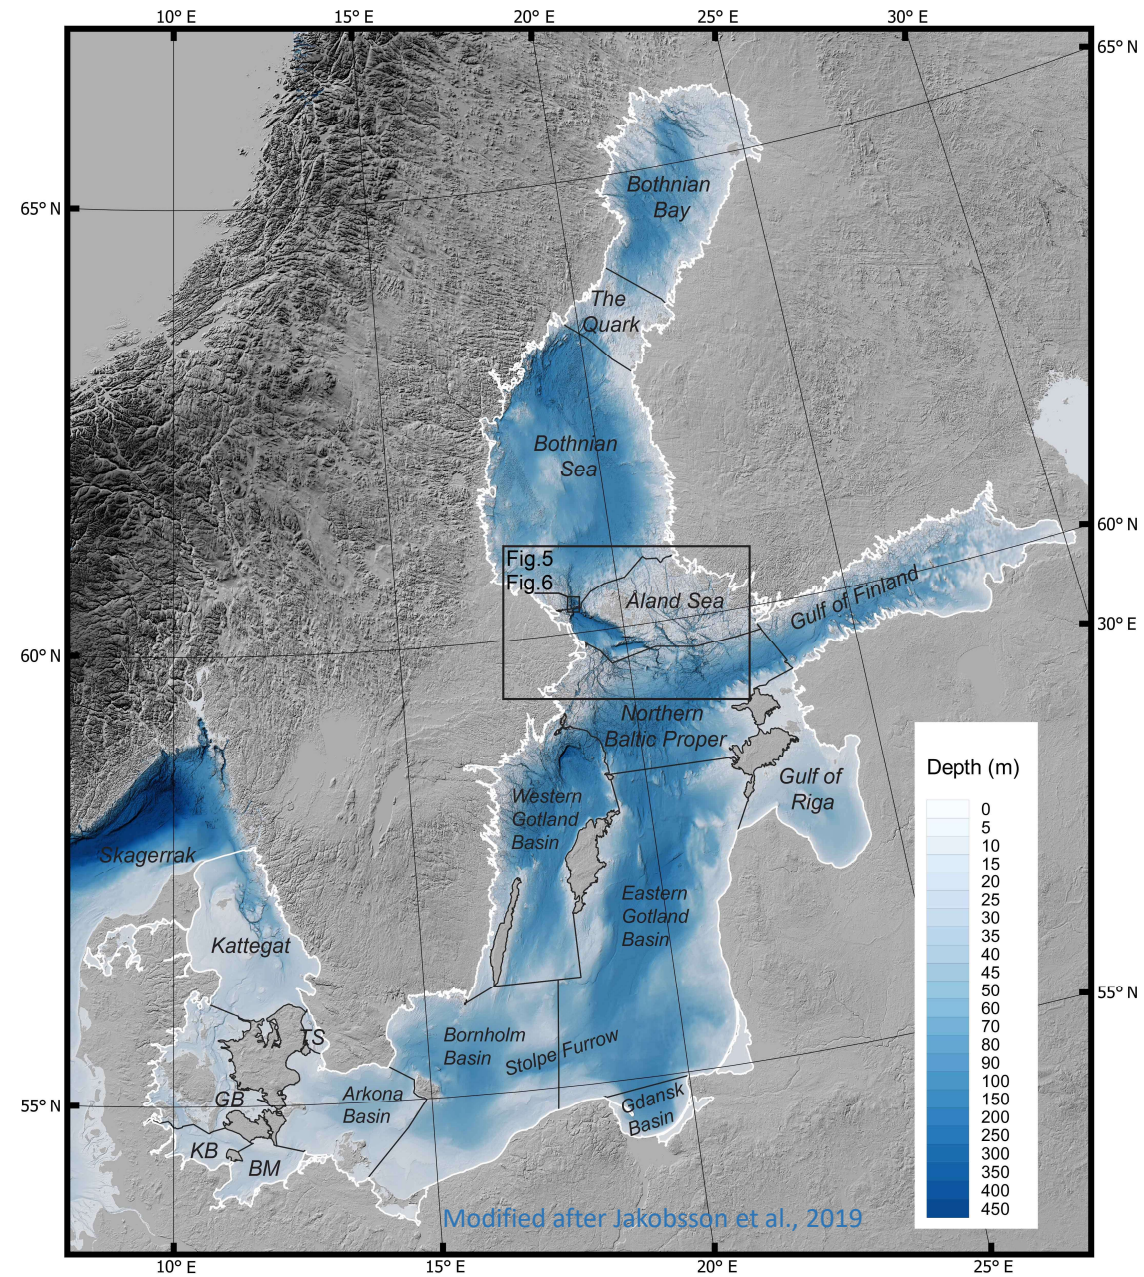 10° E
15° E
20° E
25° E
30° E
65° N
65° N
Bothnian
Bay
The
Quark
Bothnian
Sea
60° N
Fig.5
Fig.6
Åland Sea
Gulf of Finland
30° E
60° N
Northern
Baltic Proper
Western
Gotland
Basin
Gulf of
Riga
Skagerrak
Eastern
Gotland
Basin
Kattegat
55° N
TS
Bornholm
Basin
Stolpe Furrow
Arkona
Basin
GB
Gdansk
Basin
55° N
KB
BM
Depth (m)
0
5
10
15
20
25
30
35
40
45
50
60
70
80
90
100
150
200
250
300
350
400
450
Modified after Jakobsson et al., 2019
10° E
15° E
20° E
25° E